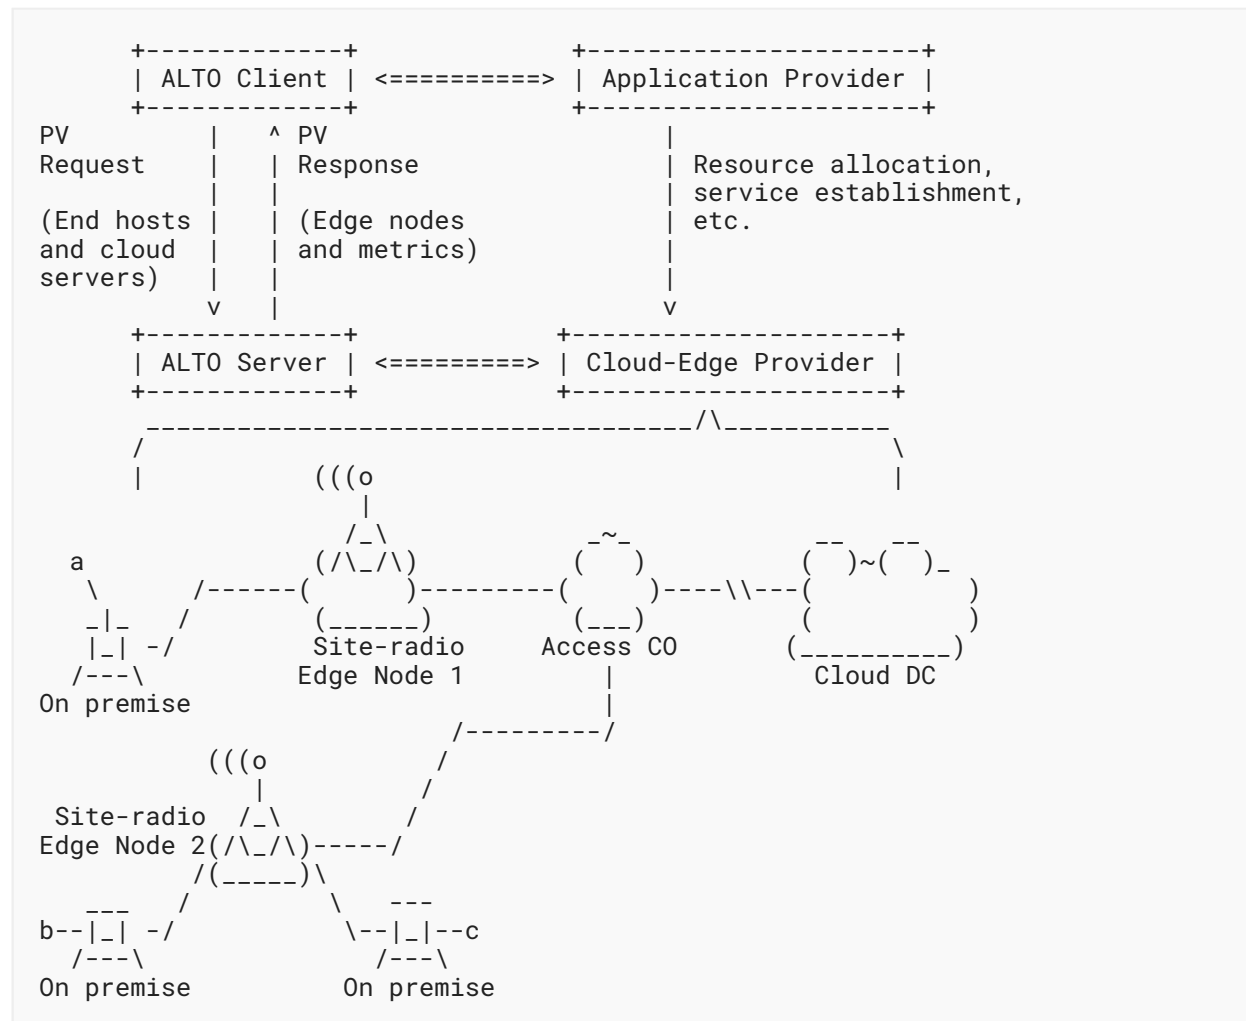 ALTO Client <==========> Application Provider
PV ^ PV
Request Response Resource allocation,
service establishment,
(End hosts (Edge nodes etc.
and cloud and metrics)
servers)
v v
ALTO Server <=========> Cloud-Edge Provider
(((o
a
Site-radio Access CO
Edge Node 1 Cloud DC
On premise
(((o
Site-radio
Edge Node 2
b c
On premise On premise